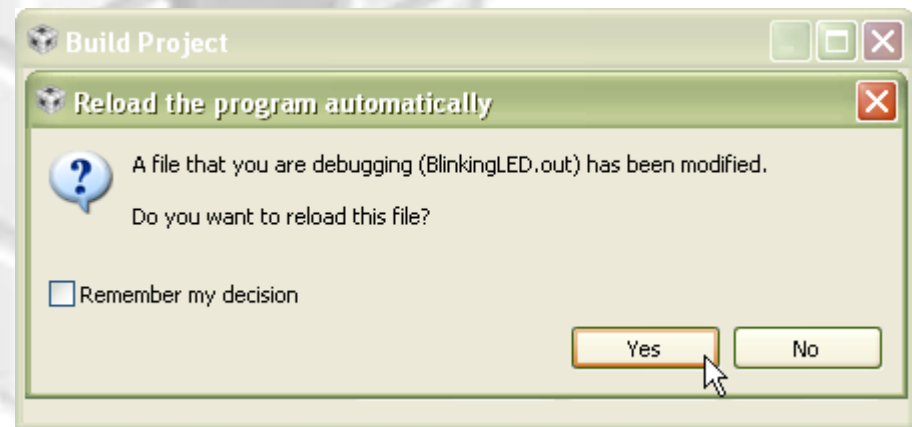 Build Project
Reload the program automatically
A file that you are debugging (BlinkingLED.out) has been modified.
Do you want to reload this file?
Remember my decision
Yes
No